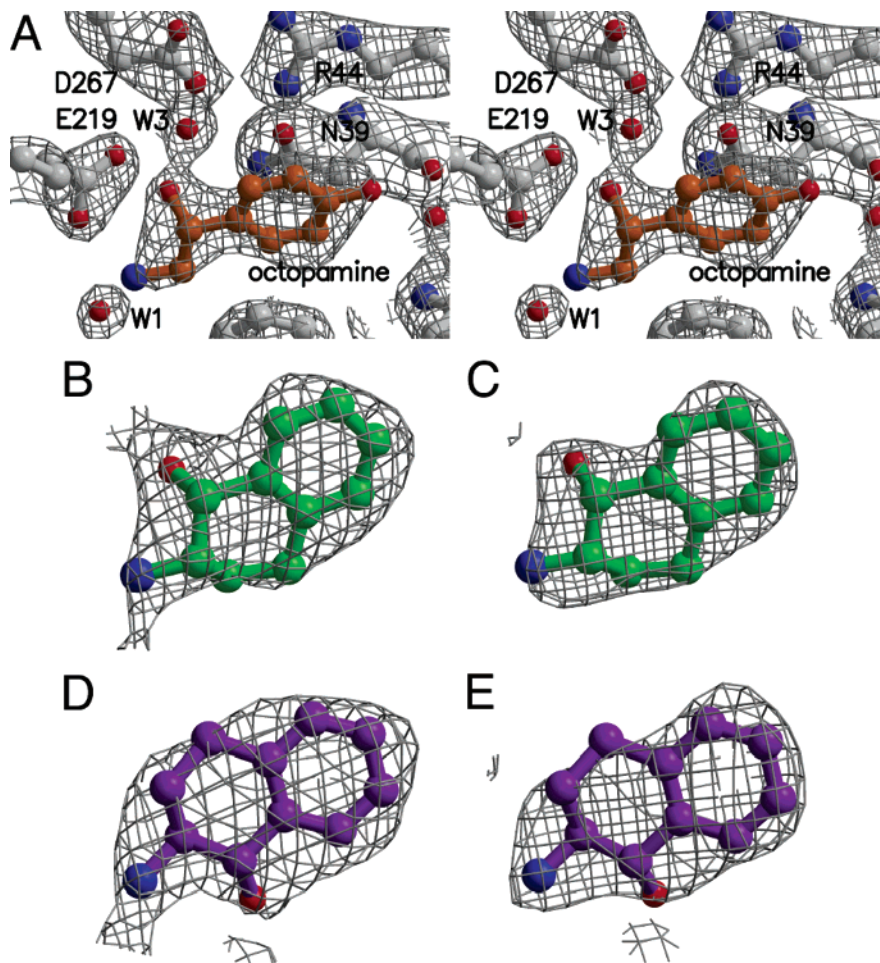 A
D267
R44
D267
R44
E219 W3
N39
E219 W3
N39
octopamine
octopamine
W1
W1
B
C
D
E